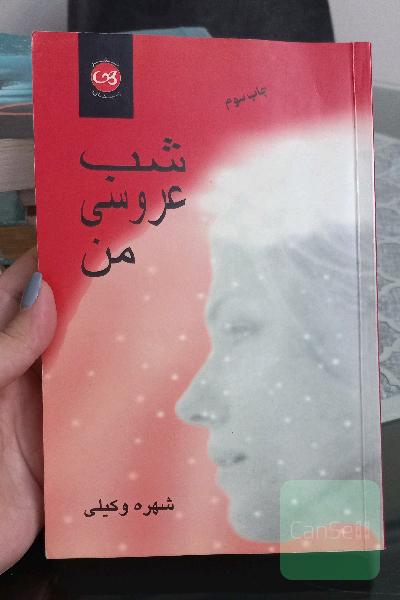 چاپ سوم
شب
عروسی
من
شهره وکیلی
CanSell